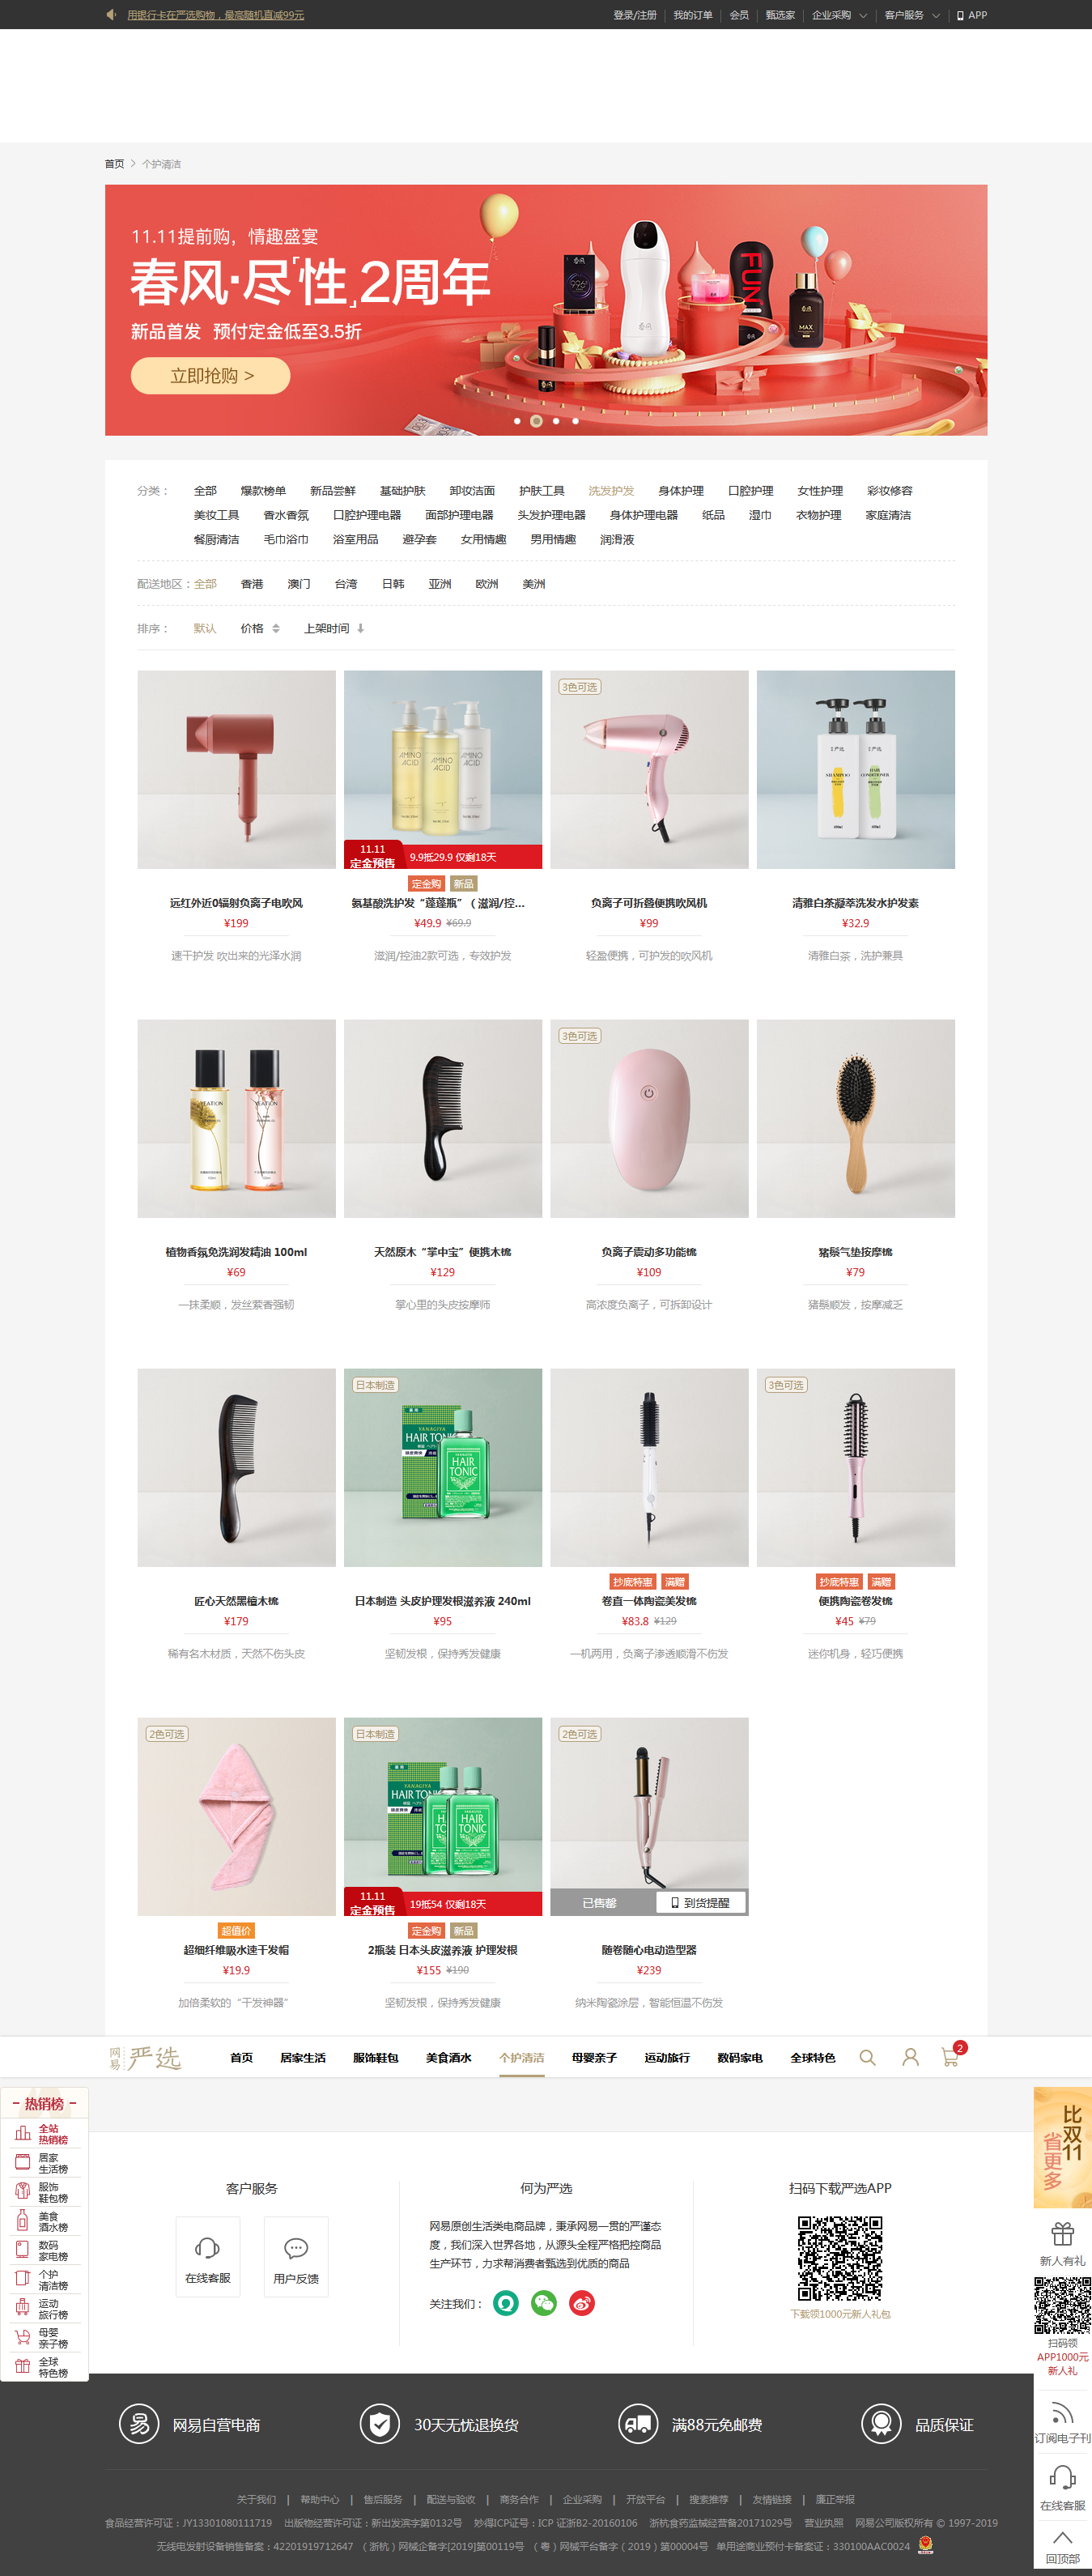 用银行卡在严选购物，最高随机直减99元
登录/注册 我的订单 会员 甄选家 企业采购 客户服务 APP
首页 > 个护清洁
11.11提前购，情趣盛宴
春风·尽「性」2周年
新品首发 预付定金低至3.5折
立即抢购 >
FUN
MAX
分类： 全部 爆款榜单 新品尝鲜 基础护肤 卸妆洁面 护肤工具 洗发护发 身体护理 口腔护理 女性护理 彩妆修容
美妆工具 香水香氛 口腔护理电器 面部护理电器 头发护理电器 身体护理电器 纸品 湿巾 衣物护理 家庭清洁
餐厨清洁 毛巾浴巾 浴室用品 避孕套 女用情趣 男用情趣 润滑液
配送地区： 全部 香港 澳门 台湾 日韩 亚洲 欧洲 美洲
排序： 默认 价格 上架时间
3色可选
AMINO ACID AMINO ACID AMINO ACID
SHAMPOO HAIR CONDITIONER
11.11
定金预售 9.9抵29.9 仅剩18天
定金购 新品
远红外近0辐射负离子电吹风 氨基酸洗护发“蓬蓬瓶”（滋润/控... 负离子可折叠便携吹风机 清雅白茶凝萃洗发水护发素
¥199 ¥49.9 ¥69.9 ¥99 ¥32.9
速干护发 吹出来的光泽水润 滋润/控油2款可选，专效护发 轻盈便携，可护发的吹风机 清雅白茶，洗护兼具
3色可选
YEATION YEATION
植物香氛免洗润发精油 100ml 天然原木“掌中宝”便携木梳 负离子震动多功能梳 猪鬃气垫按摩梳
¥69 ¥129 ¥109 ¥79
一抹柔顺，发丝萦香强韧 掌心里的头皮按摩师 高浓度负离子，可拆卸设计 猪鬃顺发，按摩减乏
日本制造 3色可选
YANAGIYA
HAIR TONIC
HAIR TONIC
抄底特惠 满赠 抄底特惠 满赠
匠心天然黑檀木梳 日本制造 头皮护理发根滋养液 240ml 卷直一体陶瓷美发梳 便携陶瓷卷发梳
¥179 ¥95 ¥83.8 ¥129 ¥45 ¥79
稀有名木材质，天然不伤头皮 坚韧发根，保持秀发健康 一机两用，负离子渗透顺滑不伤发 迷你机身，轻巧便携
2色可选 日本制造 2色可选
YANAGIYA
HAIR TONIC HAIR TONIC HAIR TONIC
11.11
定金预售 19抵54 仅剩18天 已售罄 到货提醒
超值价 定金购 新品
超细纤维吸水速干发帽 2瓶装 日本头皮滋养液 护理发根 随卷随心电动造型器
¥19.9 ¥155 ¥190 ¥239
加倍柔软的“干发神器” 坚韧发根，保持秀发健康 纳米陶瓷涂层，智能恒温不伤发
网易 严选 首页 居家生活 服饰鞋包 美食酒水 个护清洁 母婴亲子 运动旅行 数码家电 全球特色 2
热销榜
全站
热销榜
居家
生活榜
服饰
鞋包榜
美食
酒水榜
数码
家电榜
个护
清洁榜
运动
旅行榜
母婴
亲子榜
全球
特色榜
客户服务
在线客服 用户反馈
何为严选
网易原创生活类电商品牌，秉承网易一贯的严谨态
度，我们深入世界各地，从源头全程严格把控商品
生产环节，力求帮消费者甄选到优质的商品
关注我们：
扫码下载严选APP
下载领1000元新人礼包
比双11
省更多
新人有礼
扫码领
APP1000元
新人礼
订阅电子刊
在线客服
回顶部
网易自营电商 30天无忧退换货 满88元免邮费 品质保证
关于我们 | 帮助中心 | 售后服务 | 配送与验收 | 商务合作 | 企业采购 | 开放平台 | 搜索推荐 | 友情链接 | 廉正举报
食品经营许可证：JY13301080111719 出版物经营许可证：新出发滨字第0132号 妙得ICP证号：ICP 证浙B2-20160106 浙杭食药监械经营备20171029号 营业执照 网易公司版权所有 © 1997-2019
无线电发射设备销售备案：42201919712647 （浙杭）网械企备字[2019]第00119号 （粤）网械平台备字（2019）第00004号 单用途商业预付卡备案证：330100AAC0024